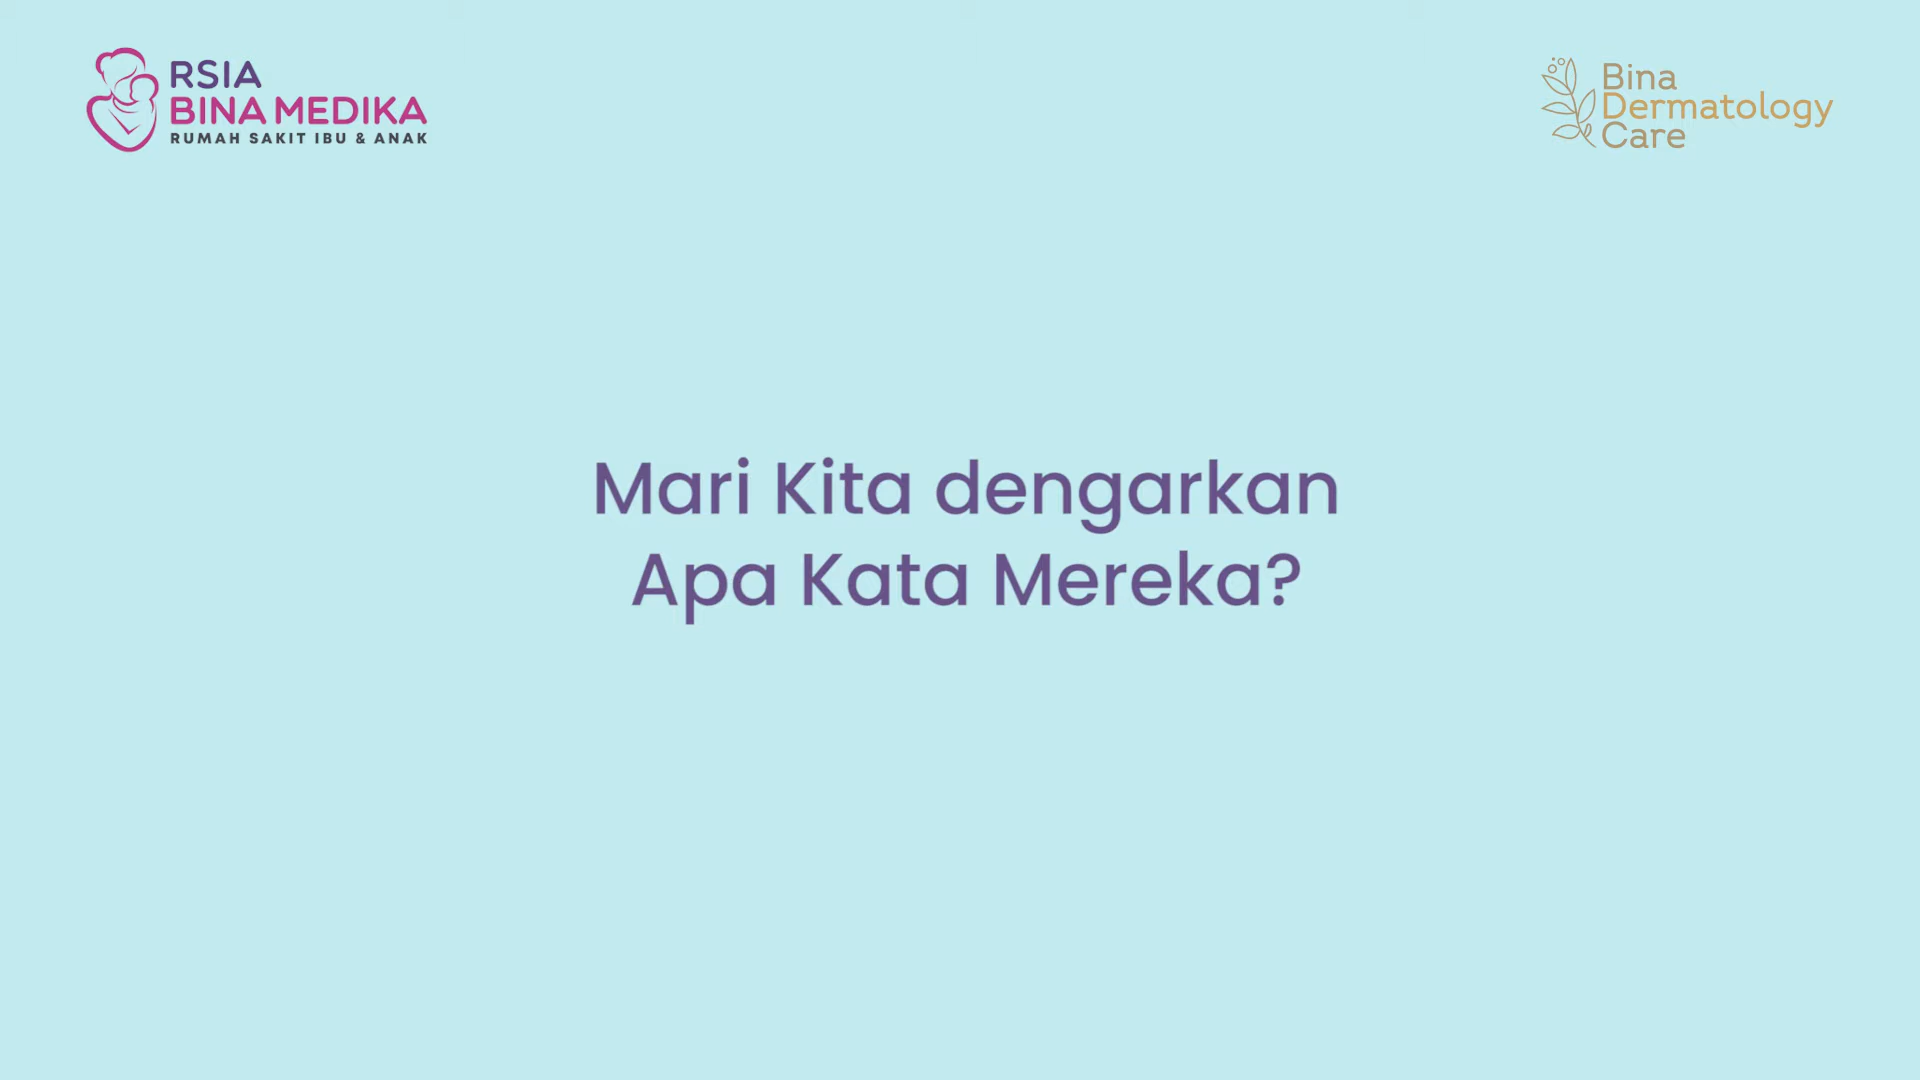 RSIA
BINA MEDIKA
RUMAH SAKIT IBU & ANAK
Bina
Dermatology
Care
Mari Kita dengarkan
Apa Kata Mereka?